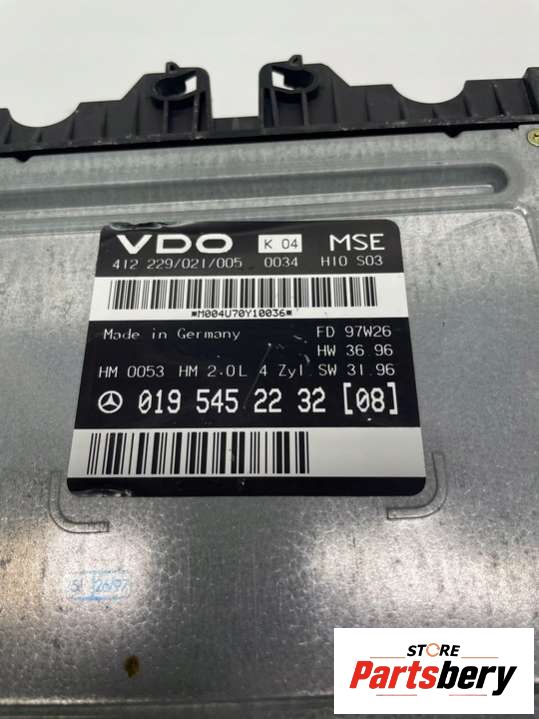 VDO K 04 MSE
412 229/021/005 0034 H10 S03
*M004U70Y10036*
Made in Germany FD 97W26
HW 36.96
HM 0053 HM 2.0L 4 Zyl. SW 31.96
019 545 22 32 [08]
STORE
Partsbery